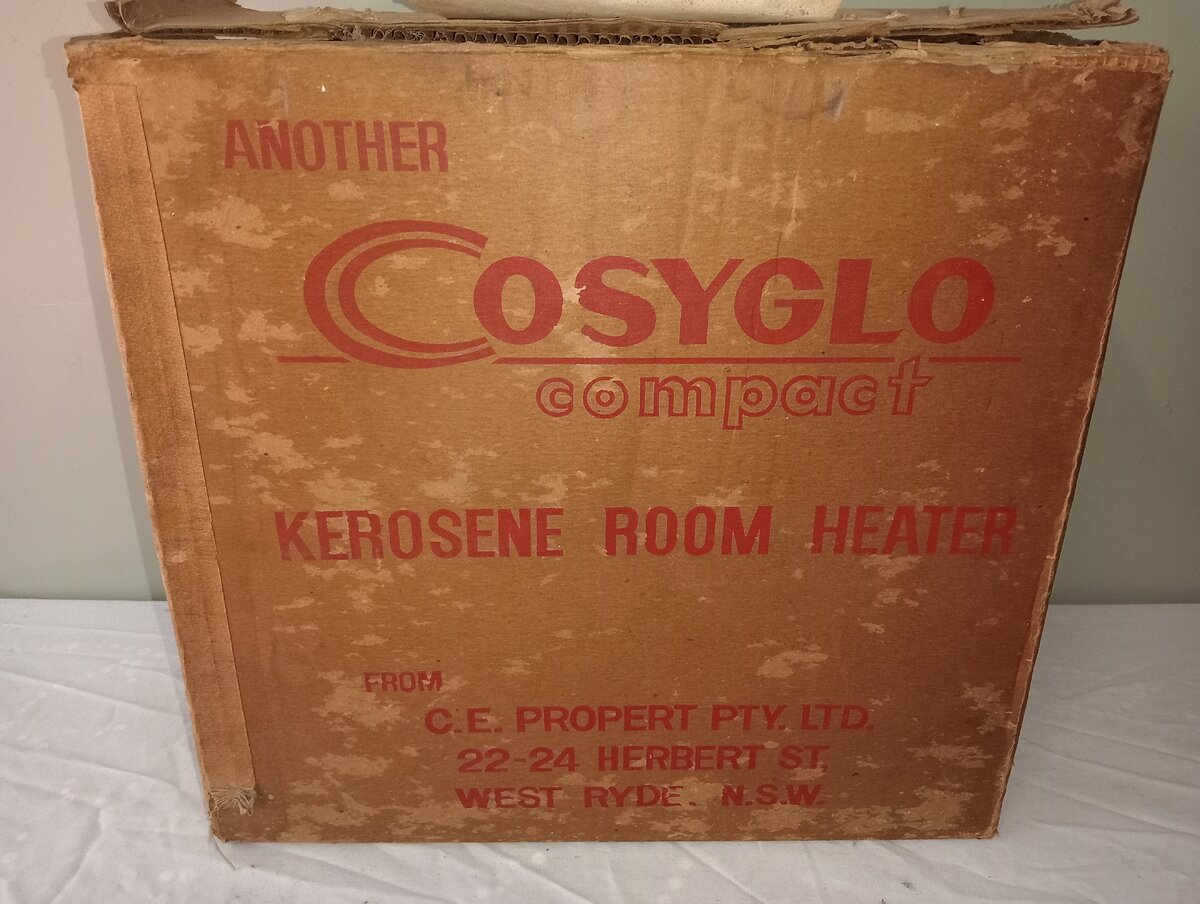 ANOTHER
COSYGLO
compact
KEROSENE ROOM HEATER
FROM
C.E. PROPERT PTY. LTD.
22-24 HERBERT ST,
WEST RYDE. N.S.W.